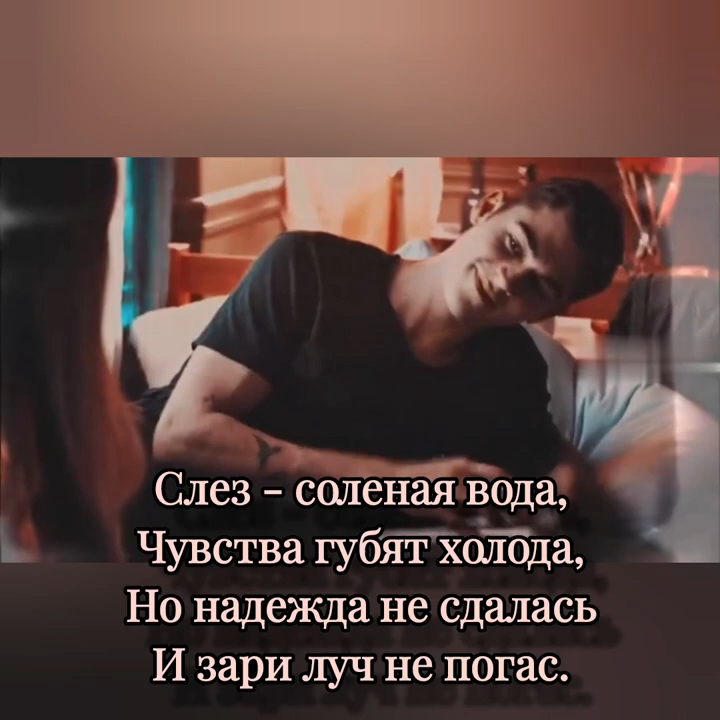 Слез – соленая вода,
Чувства губят холода,
Но надежда не сдалась
И зари луч не погас.